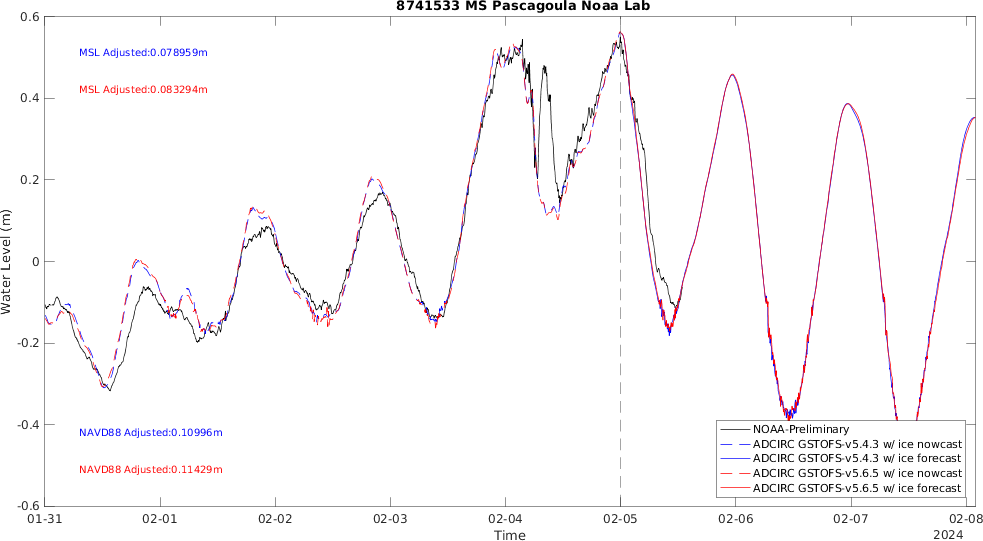 8741533 MS Pascagoula Noaa Lab
0.6
0.4
0.2
0
-0.2
-0.4
-0.6
Water Level (m)
MSL Adjusted:0.078959m
MSL Adjusted:0.083294m
NAVD88 Adjusted:0.10996m
NAVD88 Adjusted:0.11429m
NOAA-Preliminary
ADCIRC GSTOFS-v5.4.3 w/ ice nowcast
ADCIRC GSTOFS-v5.4.3 w/ ice forecast
ADCIRC GSTOFS-v5.6.5 w/ ice nowcast
ADCIRC GSTOFS-v5.6.5 w/ ice forecast
01-31 02-01 02-02 02-03 02-04 02-05 02-06 02-07 02-08
Time
2024